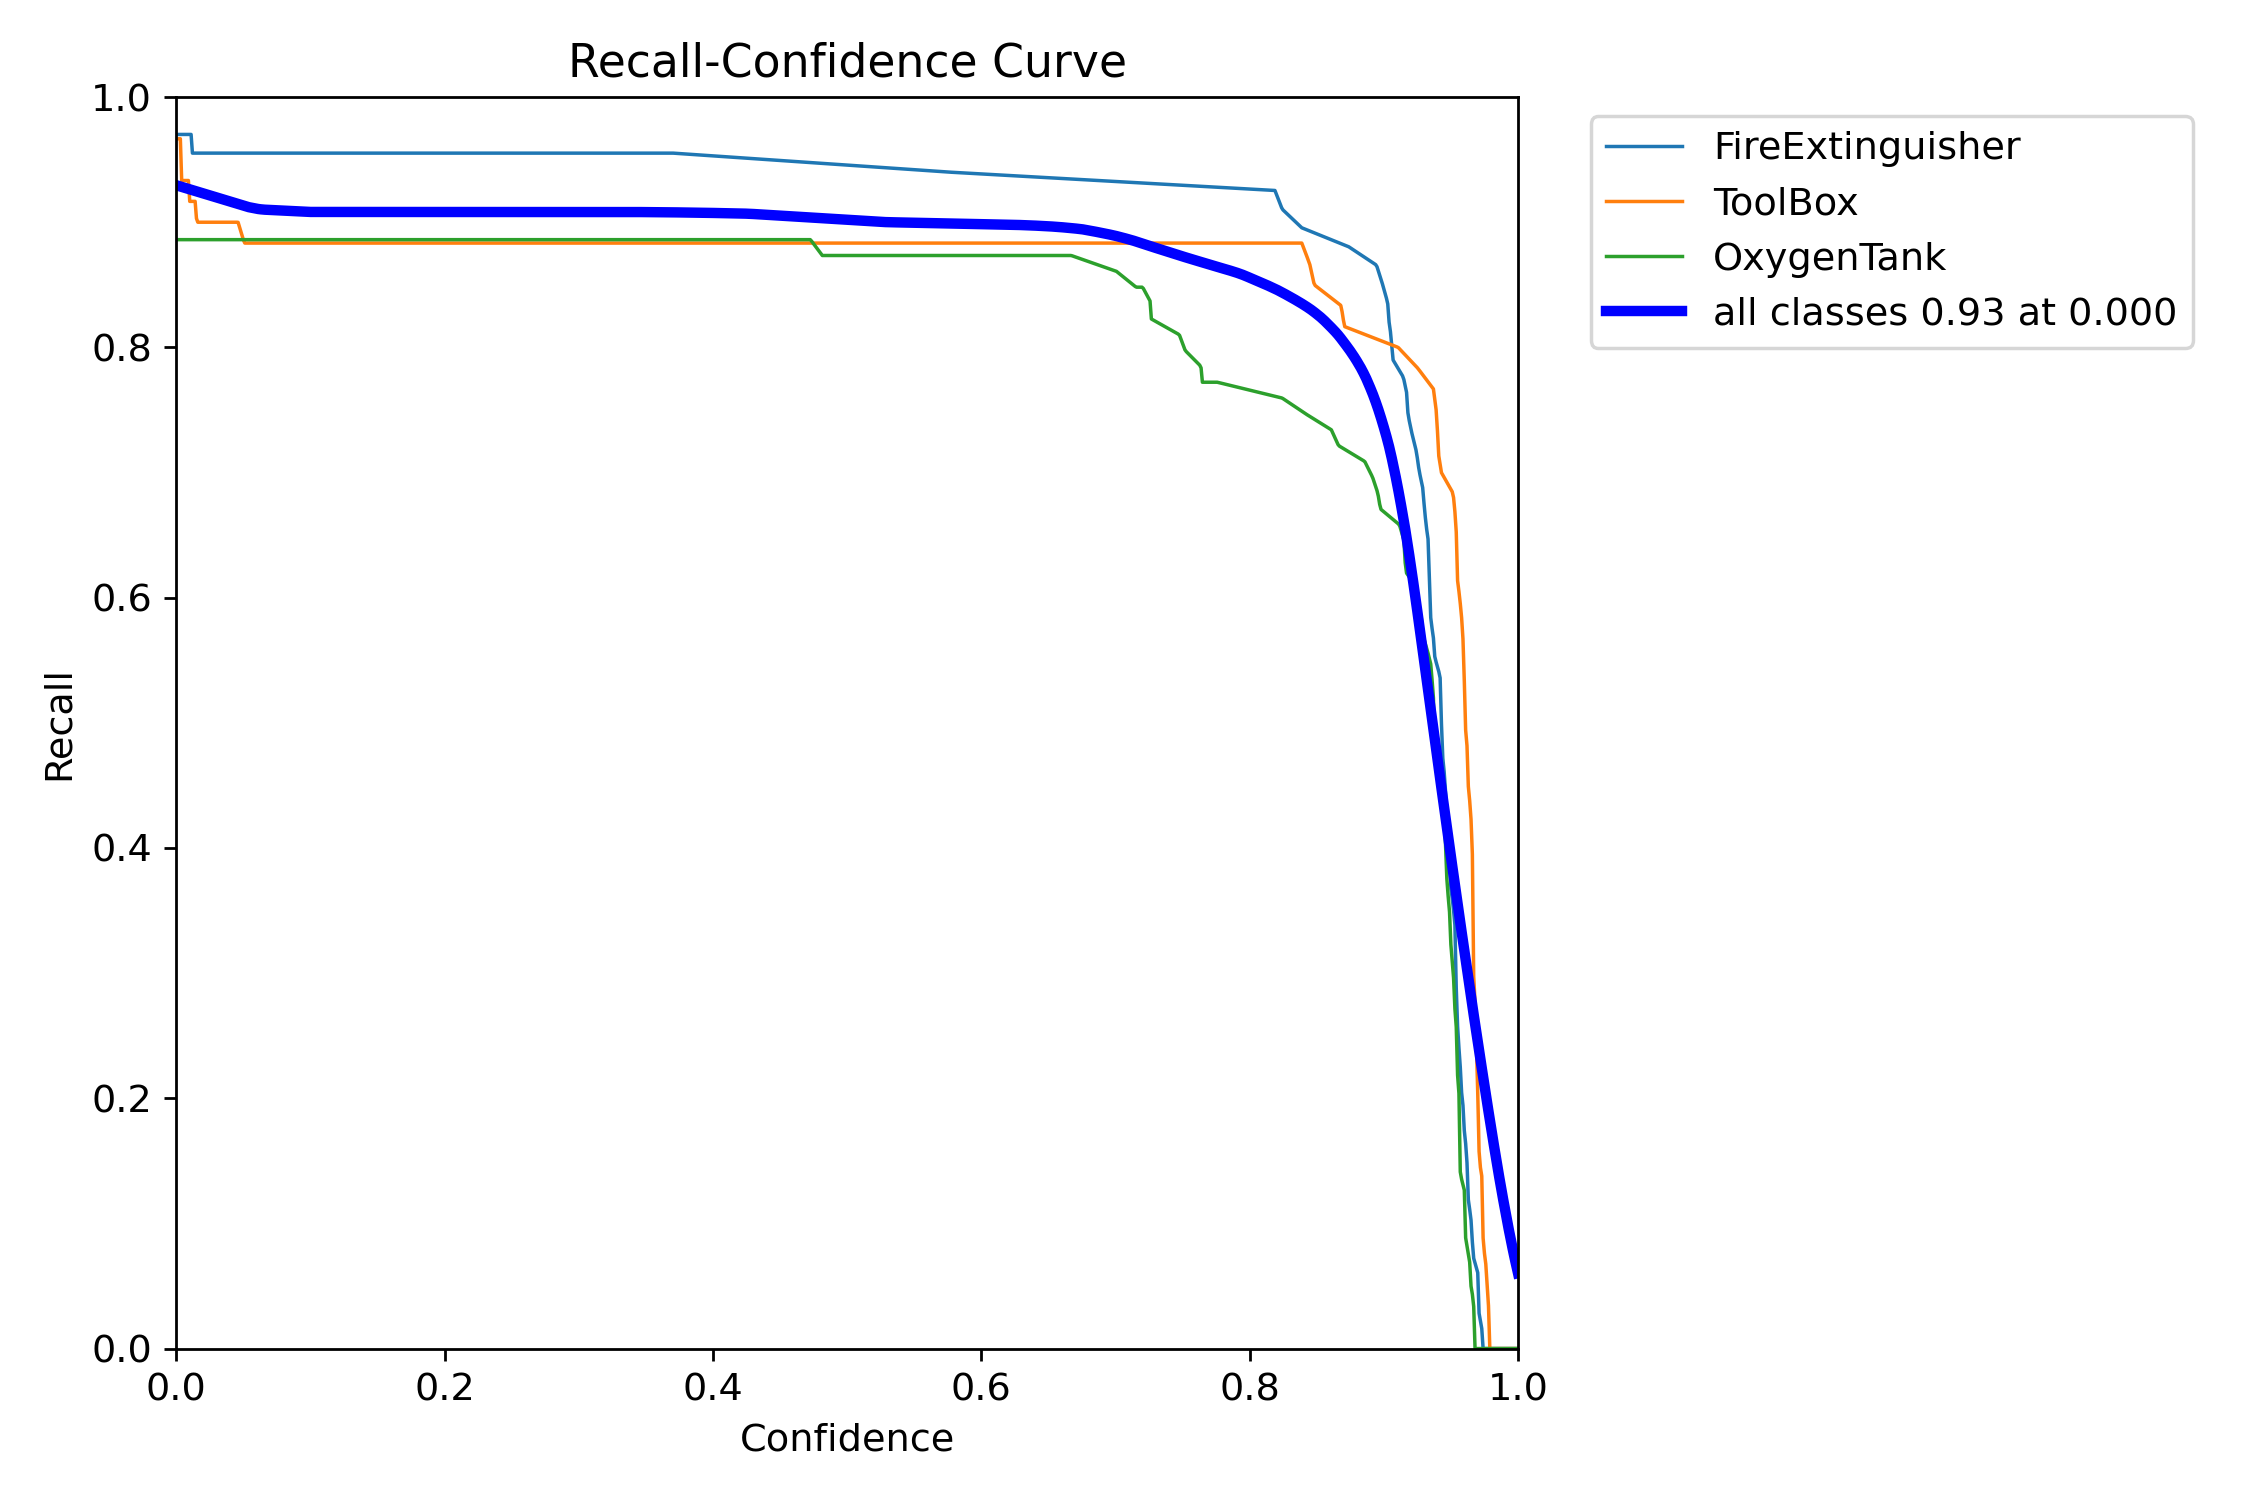 Recall-Confidence Curve
1.0
0.8
0.6
0.4
0.2
0.0
Recall
0.0 0.2 0.4 0.6 0.8 1.0
Confidence
FireExtinguisher
ToolBox
OxygenTank
all classes 0.93 at 0.000